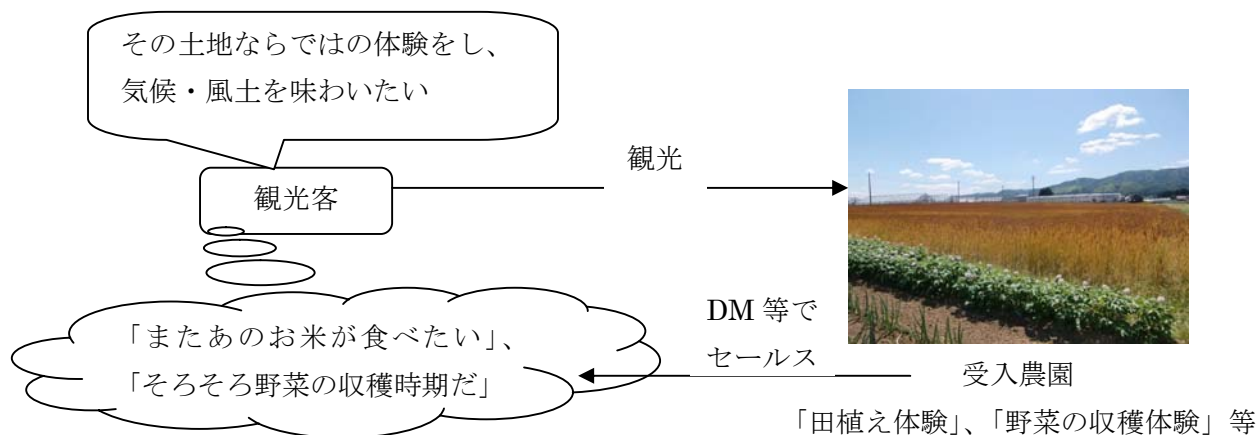 その土地ならではの体験をし、
気候・風土を味わいたい
観光客
観光
「またあのお米が食べたい」、
「そろそろ野菜の収穫時期だ」
DM 等で
セールス
受入農園
「田植え体験」、「野菜の収穫体験」等